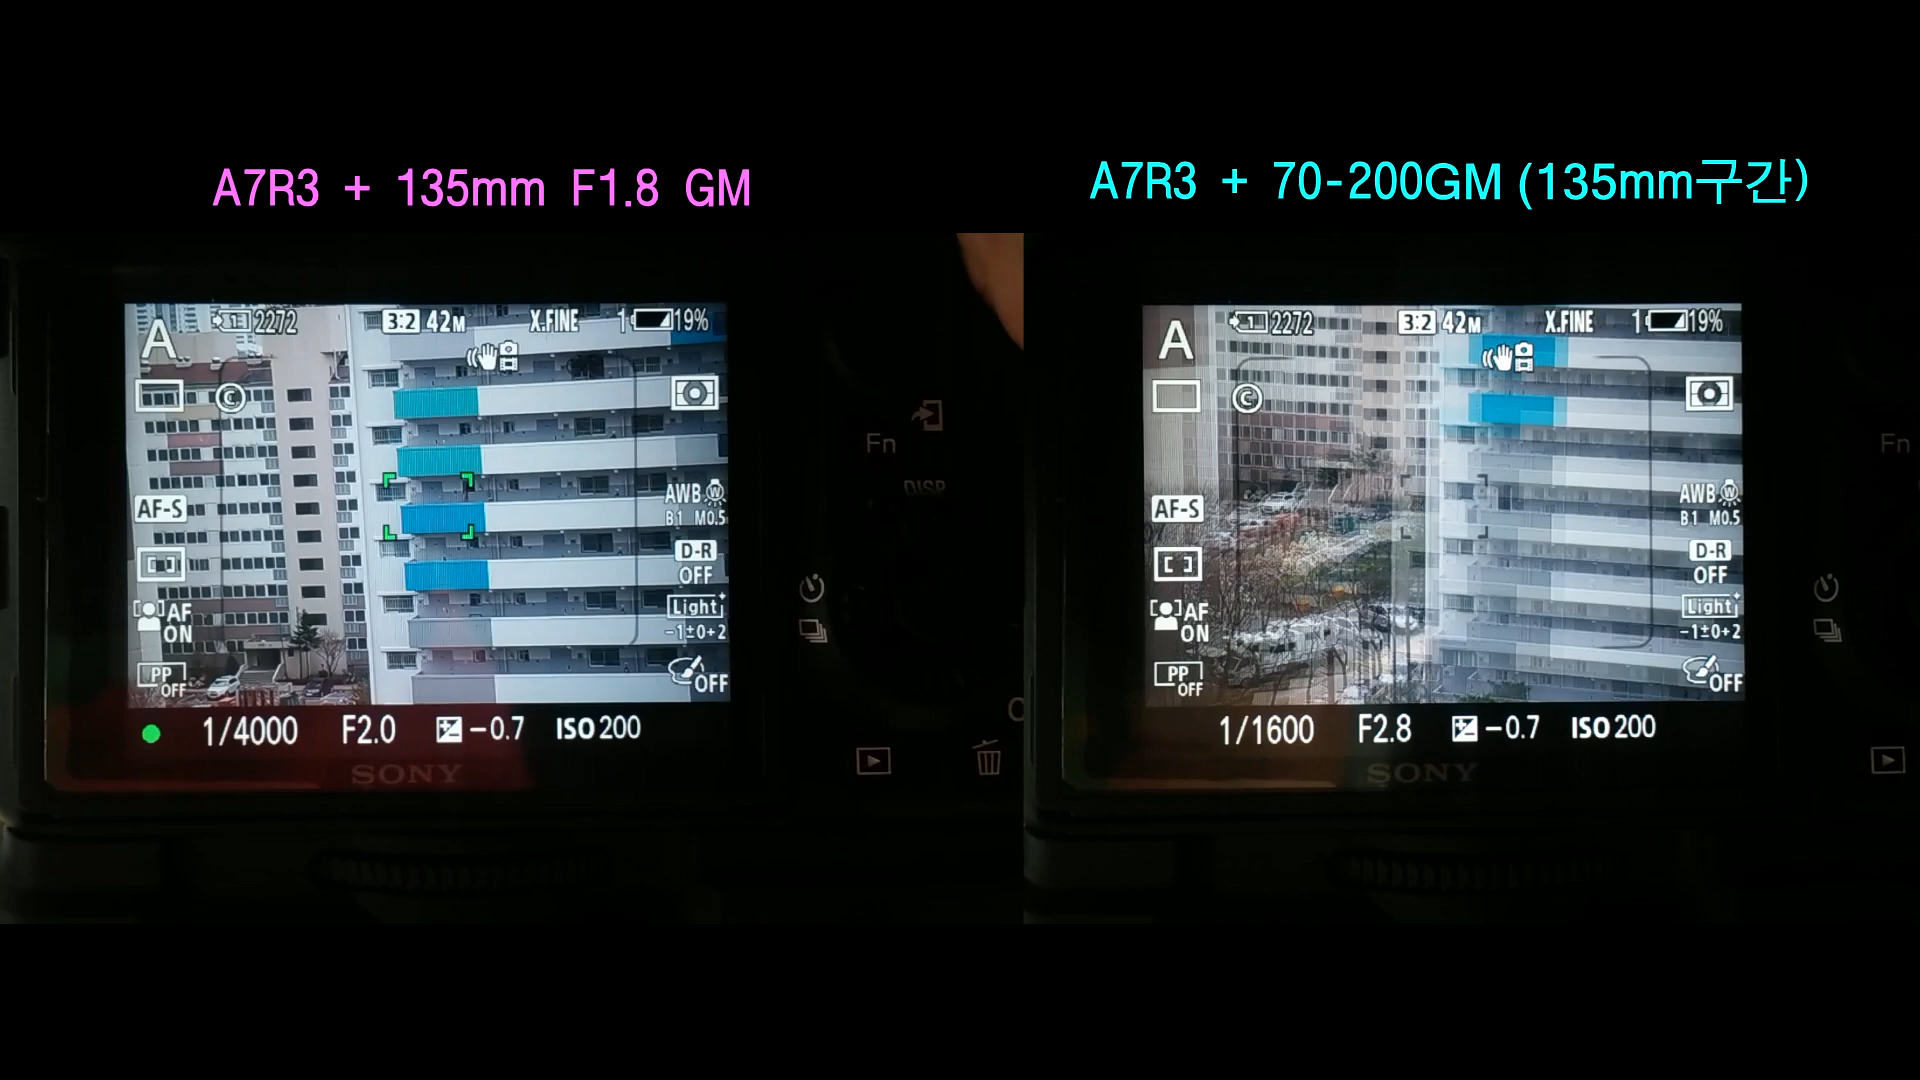 A7R3 + 135mm F1.8 GM
A7R3 + 70-200GM (135mm구간)
A
1 2272
3:2 42M
X.FINE
1 19%
C
AF-S
AF
ON
PP
OFF
AWB
B1 M0.5
D-R
OFF
Light
-1±0+2
OFF
1/4000 F2.0 -0.7 ISO 200
SONY
Fn
DISP
A
1 2272
3:2 42M
X.FINE
1 19%
C
AF-S
AF
ON
PP
OFF
AWB
B1 M0.5
D-R
OFF
Light
-1±0+2
OFF
1/1600 F2.8 -0.7 ISO 200
SONY
Fn